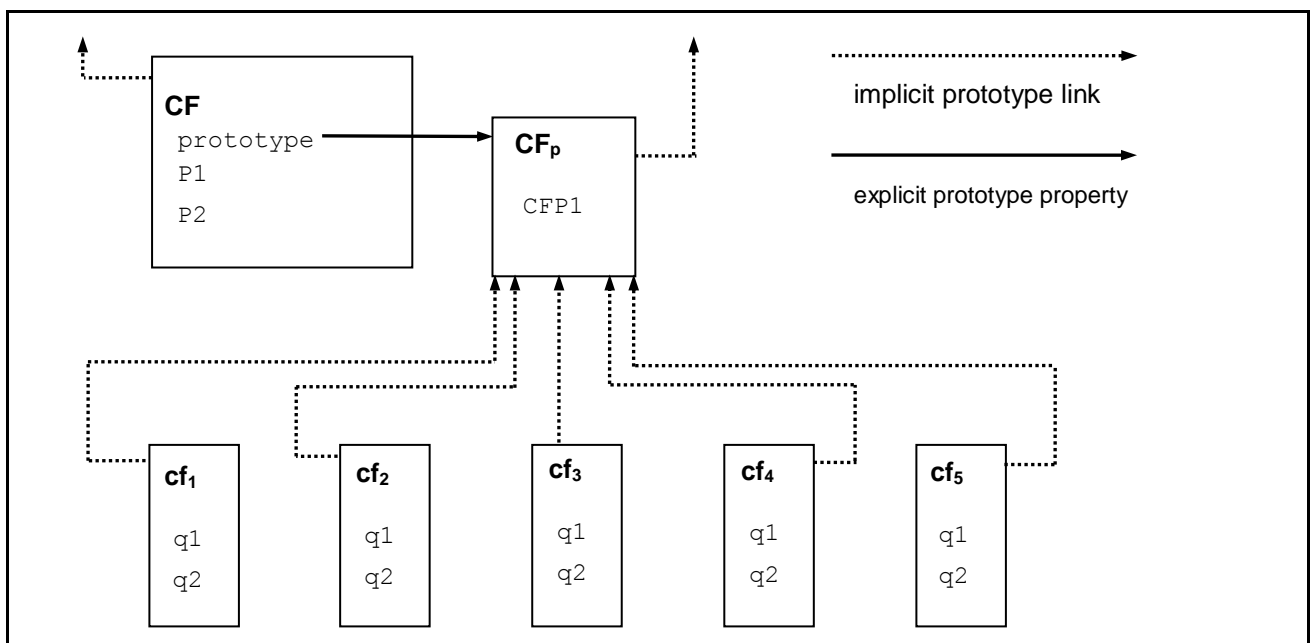 CF
prototype
P1
P2
CFp
CFP1
implicit prototype link
explicit prototype property
cf1
q1
q2
cf2
q1
q2
cf3
q1
q2
cf4
q1
q2
cf5
q1
q2